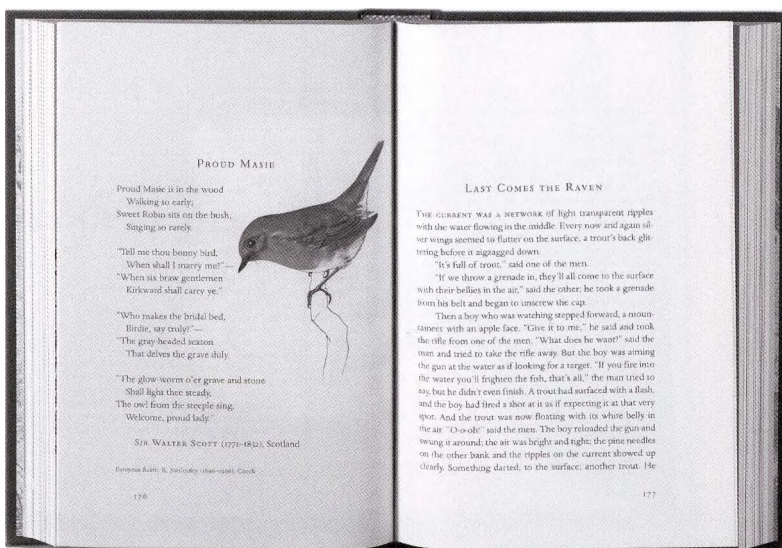 PROUD MASIE
Proud Masie is in the wood
Walking so early;
Sweet Robin sits on the bush,
Singing so rarely.
"Tell me thou bonny bird,
When shall I marry me?"—
"When six braw gentlemen
Kirkward shall carry ye."
"Who makes the bridal bed,
Birdie, say truly?"—
"The gray-headed sexton
That delves the grave duly.
"The glow-worm o'er grave and stone
Shall light thee steady,
The owl from the steeple sing,
Welcome, proud lady."
SIR WALTER SCOTT (1771–1832), Scotland
European Robin, K. Svolinsky (1896–1986), Czech
176
LAST COMES THE RAVEN
THE CURRENT WAS A NETWORK of light transparent ripples
with the water flowing in the middle. Every now and again sil-
ver wings seemed to flutter on the surface, a trout's back glis-
tering before it zigzagged down.
"It's full of trout," said one of the men.
"If we throw a grenade in, they'll all come to the surface
with their bellies in the air," said the other; he took a grenade
from his belt and began to unscrew the cap.
Then a boy who was watching stepped forward, a moun-
taineer with an apple face. "Give it to me," he said and took
the rifle from one of the men. "What does he want?" said the
man and tried to take the rifle away. But the boy was aiming
the gun at the water as if looking for a target. "If you fire into
the water you'll frighten the fish, that's all," the man tried to
say, but he didn't even finish. A trout had surfaced with a flash,
and the boy had fired a shot at it as if expecting it at that very
spot. And the trout was now floating with its white belly in
the air. "O-o-oh!" said the men. The boy reloaded the gun and
swung it around; the air was bright and tight; the pine needles
on the other bank and the ripples on the current showed up
clearly. Something darted, to the surface; another trout. He
177